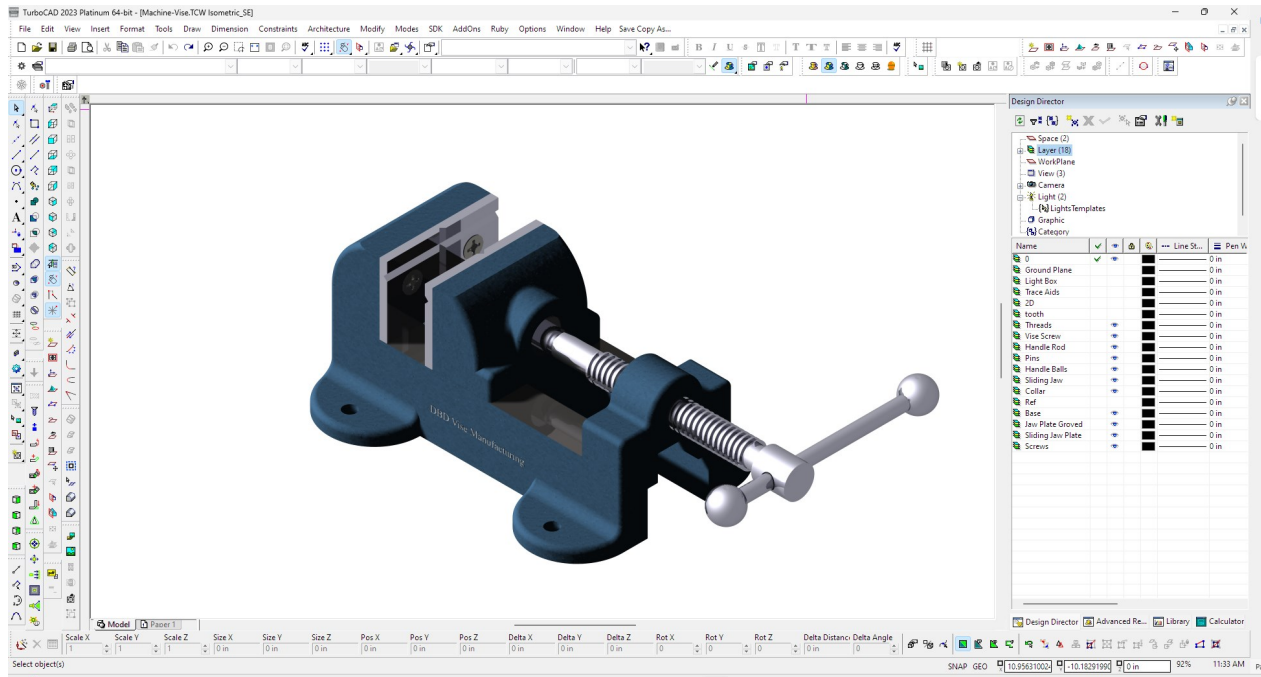 TurboCAD 2023 Platinum 64-bit - [Machine-Vise.TCW Isometric_SE]
File Edit View Insert Format Tools Draw Dimension Constraints Architecture Modify Modes SDK AddOns Ruby Options Window Help Save Copy As...
B I U S T T T T
Design Director
Space (2)
Layer (18)
WorkPlane
View (3)
Camera
Light (2)
LightsTemplates
Graphic
Category
Name Line St... Pen W
0 0 in
Ground Plane 0 in
Light Box 0 in
Trace Aids 0 in
2D 0 in
tooth 0 in
Threads 0 in
Vise Screw 0 in
Handle Rod 0 in
Pins 0 in
Handle Balls 0 in
Sliding Jaw 0 in
Collar 0 in
Ref 0 in
Base 0 in
Jaw Plate Groved 0 in
Sliding Jaw Plate 0 in
Screws 0 in
DBD Vise Manufacturing
Model Paper 1
Design Director Advanced Re... Library Calculator
Scale X Scale Y Scale Z Size X Size Y Size Z Pos X Pos Y Pos Z Delta X Delta Y Delta Z Rot X Rot Y Rot Z Delta Distance Delta Angle
1 1 1 0 in 0 in 0 in 0 in 0 in 0 in 0 in 0 in 0 in 0 0 0 0 in 0
Select object(s) SNAP GEO 10.95631002 -10.1829199 0 in 92% 11:33 AM